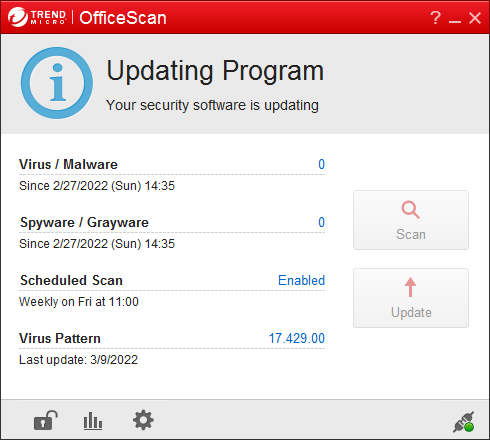 TREND MICRO OfficeScan ?
Updating Program
Your security software is updating
Virus / Malware 0
Since 2/27/2022 (Sun) 14:35
Spyware / Grayware 0
Since 2/27/2022 (Sun) 14:35
Scan
Scheduled Scan Enabled
Weekly on Fri at 11:00
Update
Virus Pattern 17.429.00
Last update: 3/9/2022